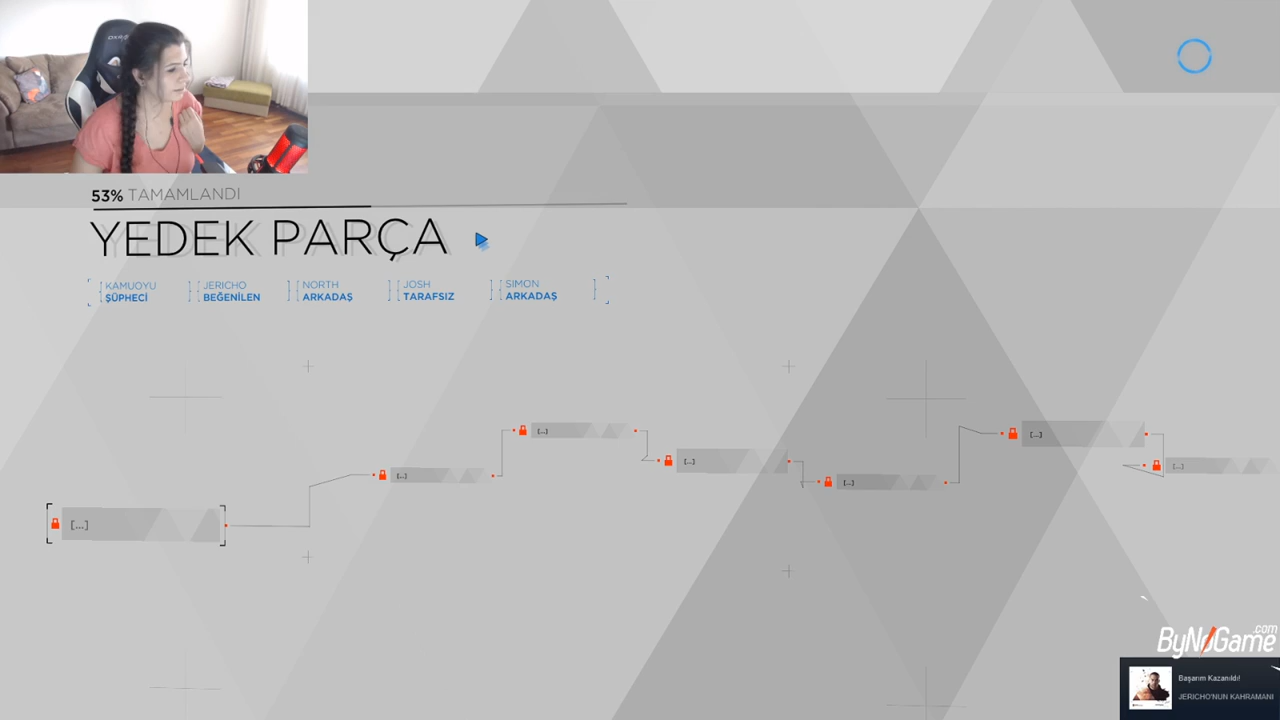 53% TAMAMLANDI
YEDEK PARÇA
KAMUOYU
ŞÜPHECİ
JERICHO
BEĞENİLEN
NORTH
ARKADAŞ
JOSH
TARAFSIZ
SIMON
ARKADAŞ
[...]
[...]
[...]
[...]
[...]
[...]
[...]
ByNoGame.com
Başarım Kazanıldı!
JERICHO'NUN KAHRAMANI